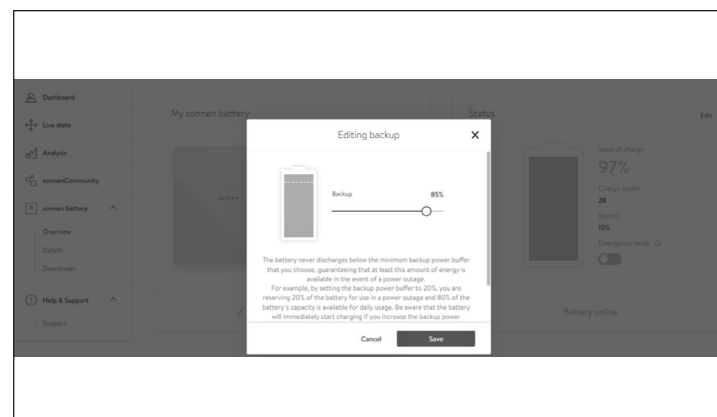 Dashboard
Live state
Analysis
sonnenCommunity
sonnen battery
Overview
Details
Downloads
Help & Support
Support
My sonnen battery
Status
Edit
State of charge
97%
Charge cycles
28
Backup
10%
Emergency mode
Battery online
Editing backup
Backup 85%
The battery never discharges below the minimum backup power buffer
that you choose, guaranteeing that at least this amount of energy is
available in the event of a power outage.
For example, by setting the backup power buffer to 20%, you are
reserving 20% of the battery for use in a power outage and 80% of the
battery's capacity is available for daily usage. Be aware that the battery
will immediately start charging if you increase the backup power
Cancel
Save